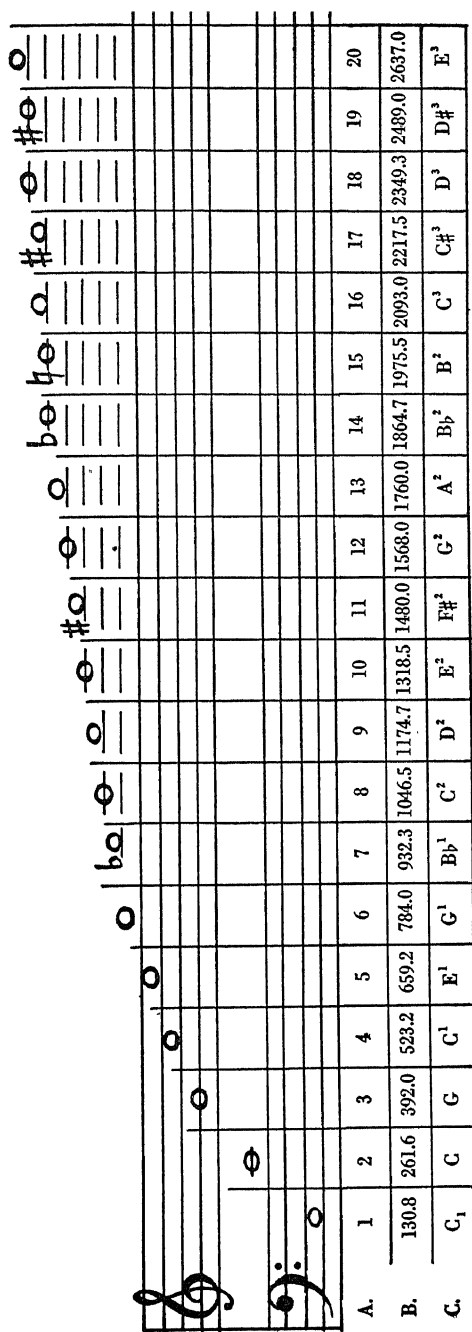 A. 1 2 3 4 5 6 7 8 9 10 11 12 13 14 15 16 17 18 19 20
B. 130.8 261.6 392.0 523.2 659.2 784.0 932.3 1046.5 1174.7 1318.5 1480.0 1568.0 1760.0 1864.7 1975.5 2093.0 2217.5 2349.3 2489.0 2637.0
C. C₁ C G C¹ E¹ G¹ B♭¹ C² D² E² F#² G² A² B♭² B² C³ C#³ D³ D#³ E³